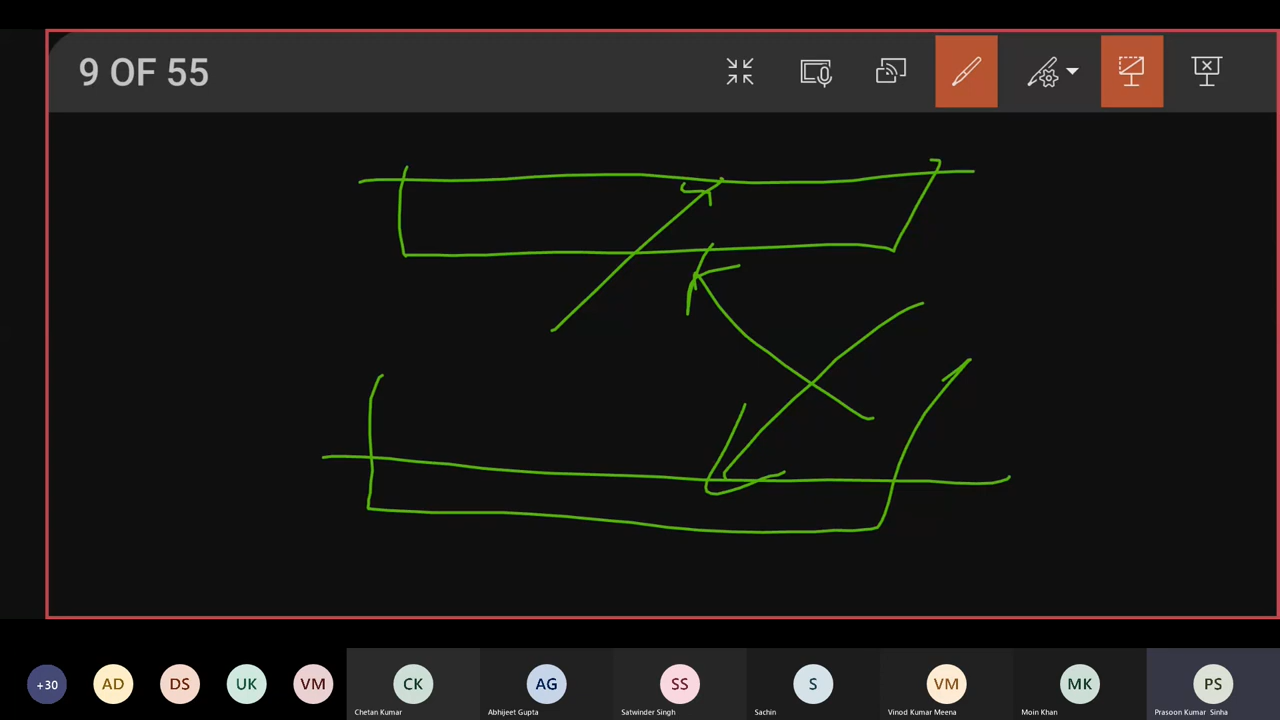 9 OF 55
+30
AD
DS
UK
VM
CK
AG
SS
S
VM
MK
PS
Chetan Kumar
Abhijeet Gupta
Satwinder Singh
Sachin
Vinod Kumar Meena
Moin Khan
Prasoon Kumar Sinha